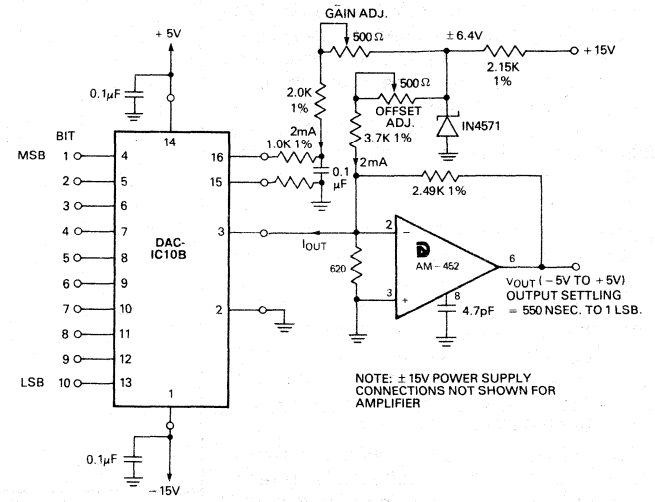 GAIN ADJ.
+ 5V
500 Ω
± 6.4V
2.15K
1%
+ 15V
0.1µF
2.0K
1%
500 Ω
OFFSET
ADJ.
IN4571
BIT
14
2mA
1.0K 1%
3.7K 1%
MSB 1 4
16
0.1
µF
2mA
2 5
15
2.49K 1%
3 6
4 7
DAC-
IC10B
3
IOUT
2
−
6
AM-452
5 8
620
VOUT (−5V TO +5V)
OUTPUT SETTLING
= 550 NSEC. TO 1 LSB.
6 9
3
+
8
4.7pF
7 10
2
8 11
9 12
LSB 10 13
1
NOTE: ± 15V POWER SUPPLY
CONNECTIONS NOT SHOWN FOR
AMPLIFIER
0.1µF
− 15V